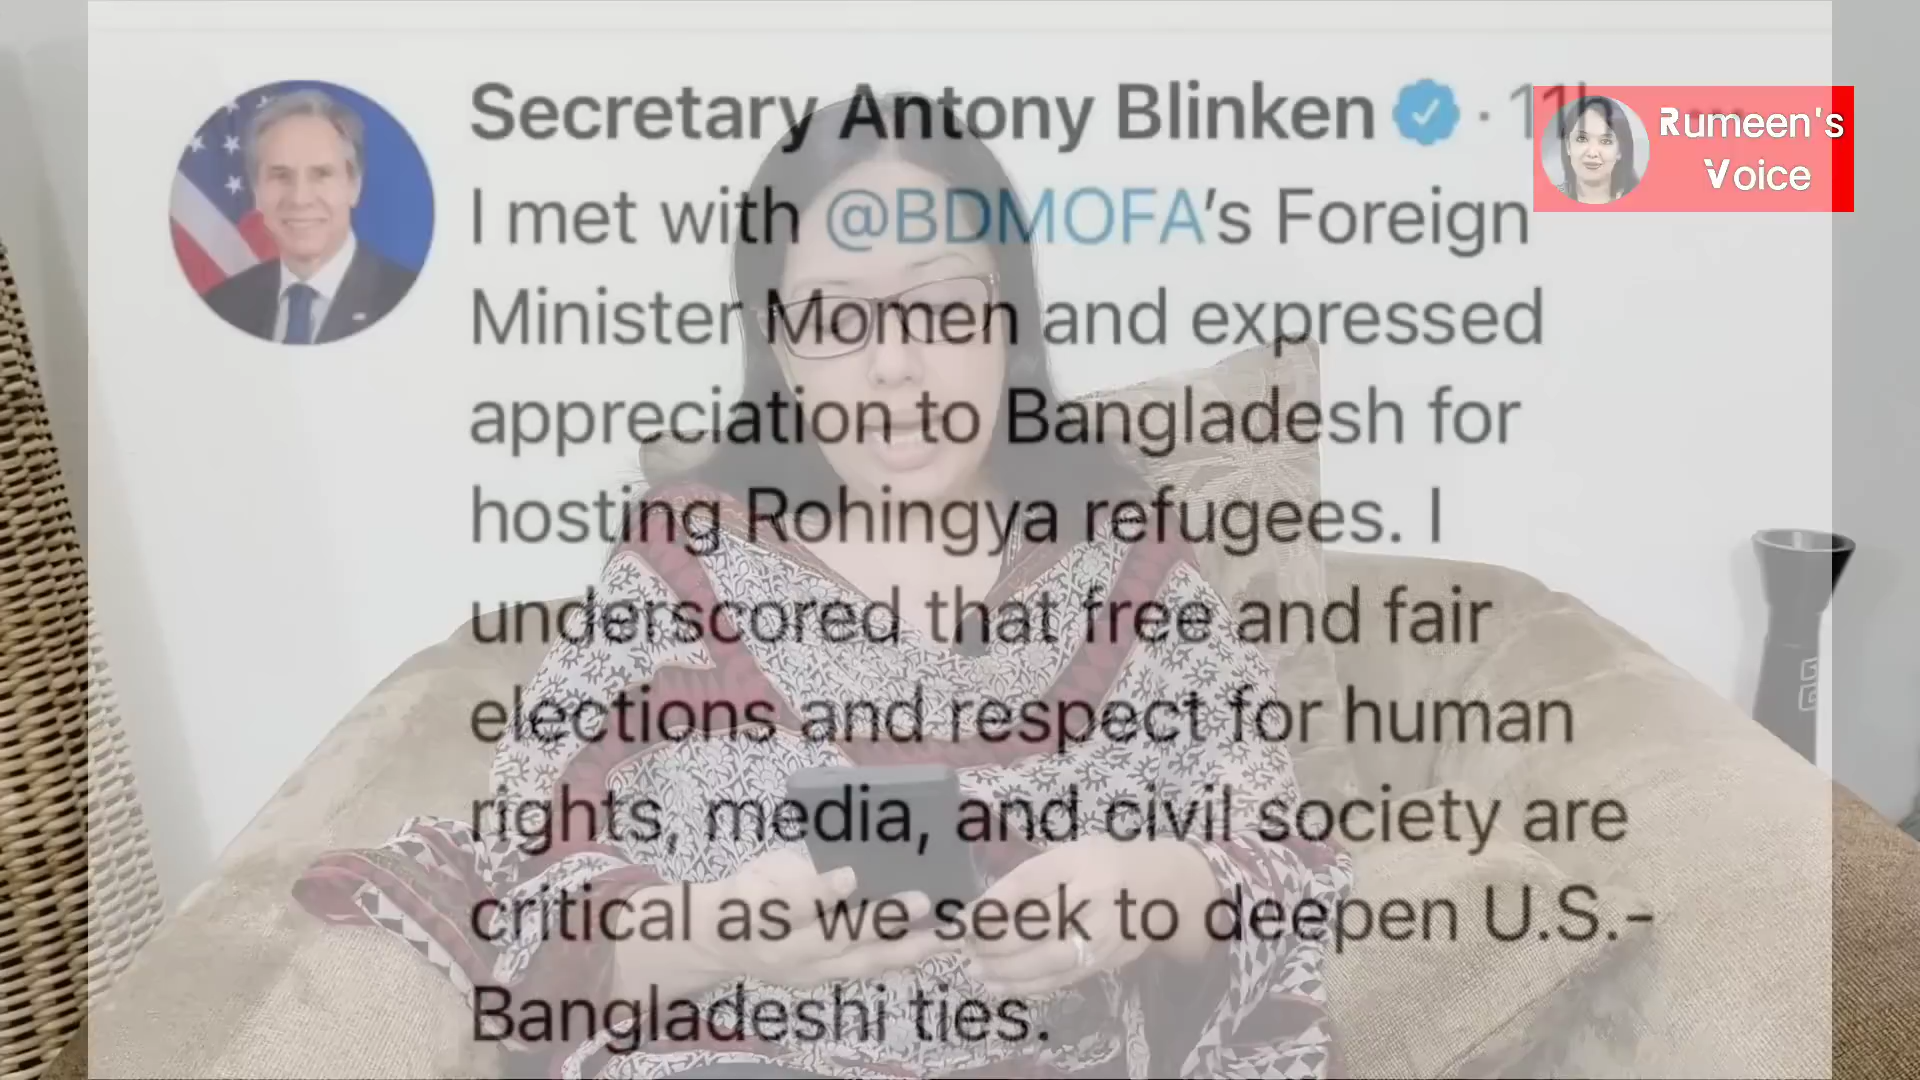 Secretary Antony Blinken · 11h
I met with @BDMOFA's Foreign
Minister Momen and expressed
appreciation to Bangladesh for
hosting Rohingya refugees. I
underscored that free and fair
elections and respect for human
rights, media, and civil society are
critical as we seek to deepen U.S.-
Bangladeshi ties.
Rumeen's
Voice